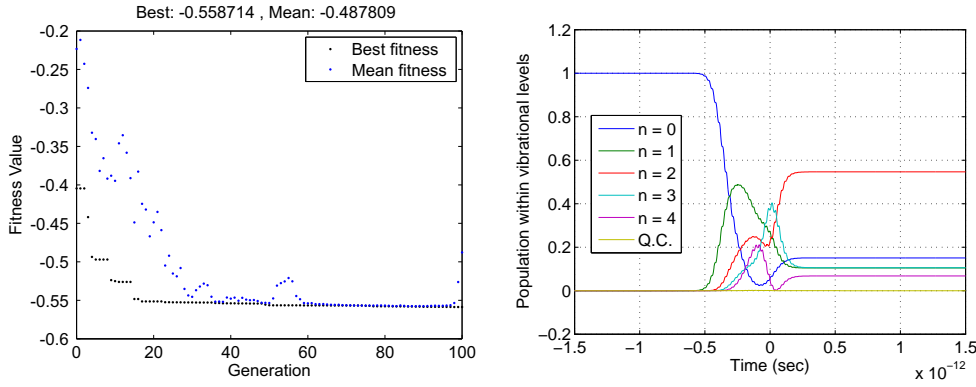 Best: -0.558714 , Mean: -0.487809
Fitness Value
-0.2
-0.25
-0.3
-0.35
-0.4
-0.45
-0.5
-0.55
-0.6
Best fitness
Mean fitness
0
20
40
60
80
100
Generation
Population within vibrational levels
1.2
1
0.8
0.6
0.4
0.2
0
−0.2
n = 0
n = 1
n = 2
n = 3
n = 4
Q.C.
−1.5
−1
−0.5
0
0.5
1
1.5
Time (sec)
x 10⁻¹²